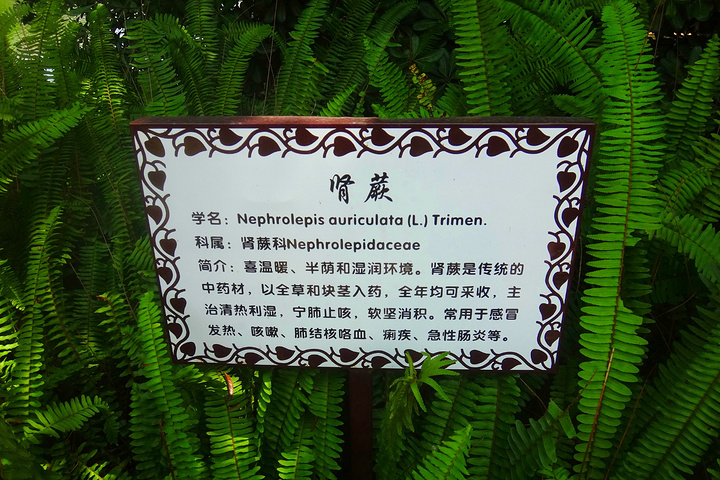 肾蕨
学名：Nephrolepis auriculata (L.) Trimen.
科属：肾蕨科Nephrolepidaceae
简介：喜温暖、半荫和湿润环境。肾蕨是传统的
中药材，以全草和块茎入药，全年均可采收，主
治清热利湿，宁肺止咳，软坚消积。常用于感冒
发热、咳嗽、肺结核咯血、痢疾、急性肠炎等。